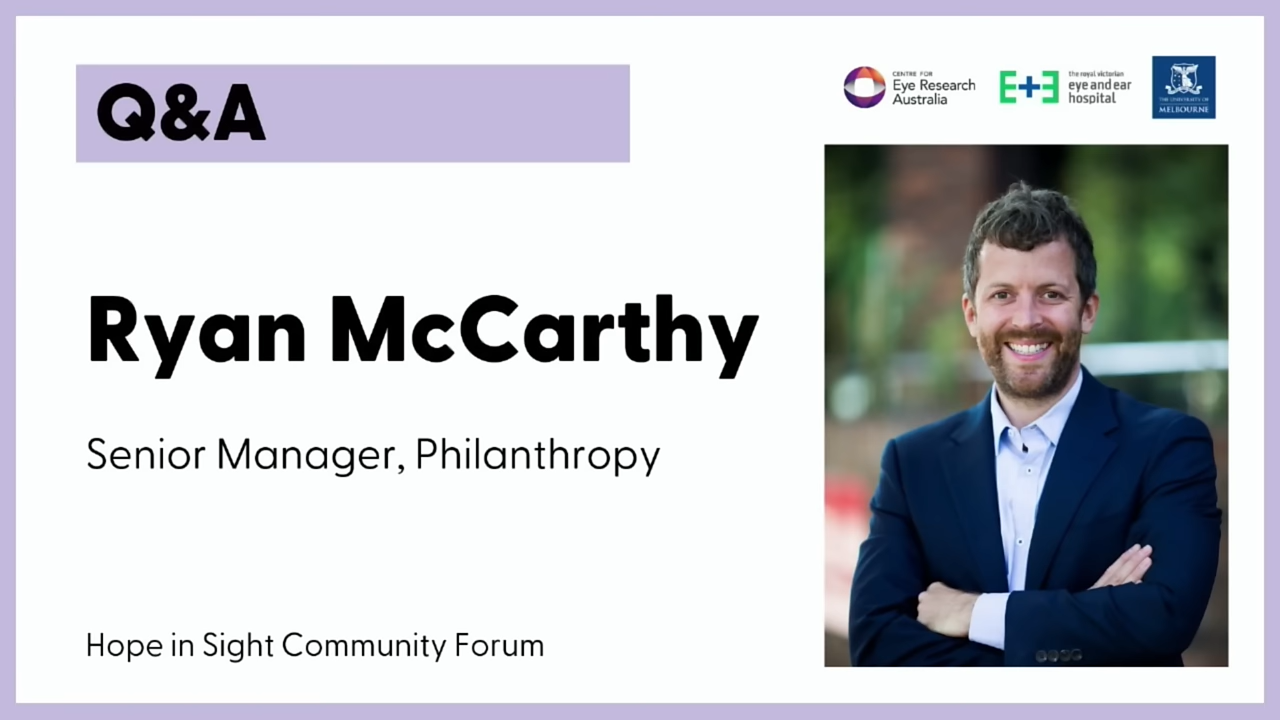 Q&A
CENTRE FOR
Eye Research
Australia
the royal victorian
eye and ear
hospital
THE UNIVERSITY OF
MELBOURNE
Ryan McCarthy
Senior Manager, Philanthropy
Hope in Sight Community Forum